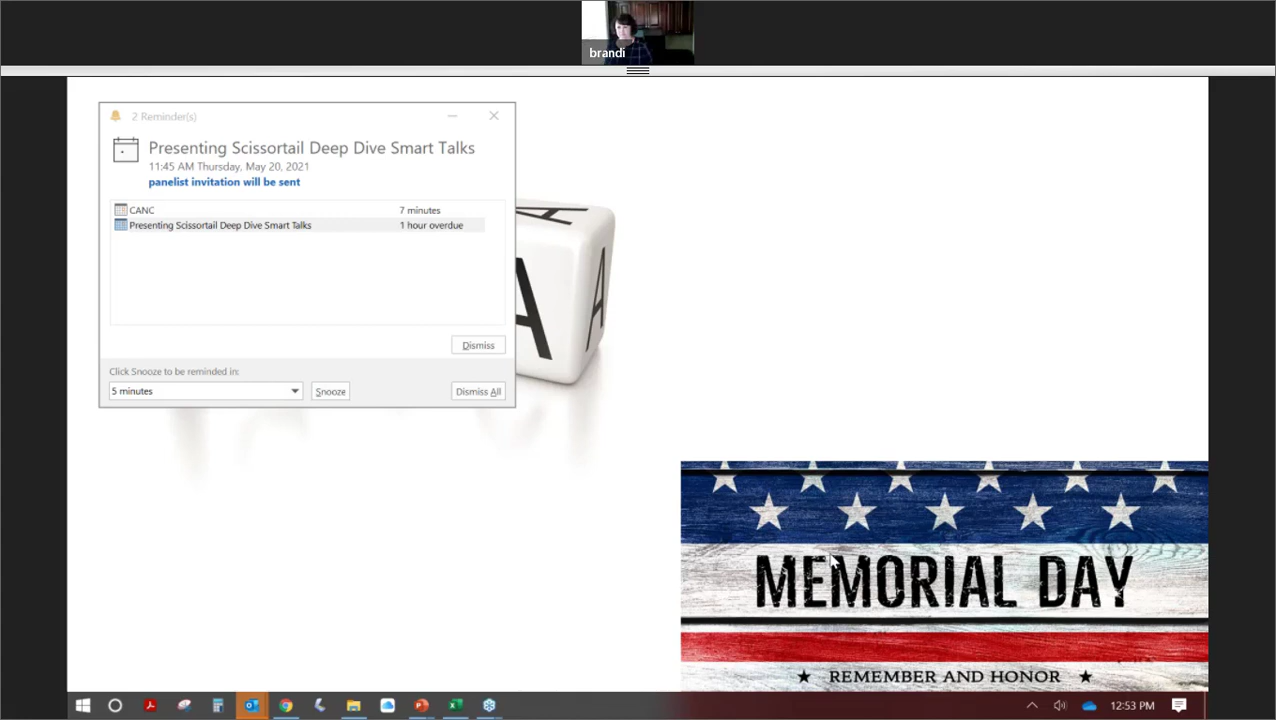 brandi
2 Reminder(s)
Presenting Scissortail Deep Dive Smart Talks
11:45 AM Thursday, May 20, 2021
panelist invitation will be sent
CANC 7 minutes
Presenting Scissortail Deep Dive Smart Talks 1 hour overdue
A
A
A
Dismiss
Click Snooze to be reminded in:
5 minutes Snooze Dismiss All
MEMORIAL DAY
REMEMBER AND HONOR
12:53 PM